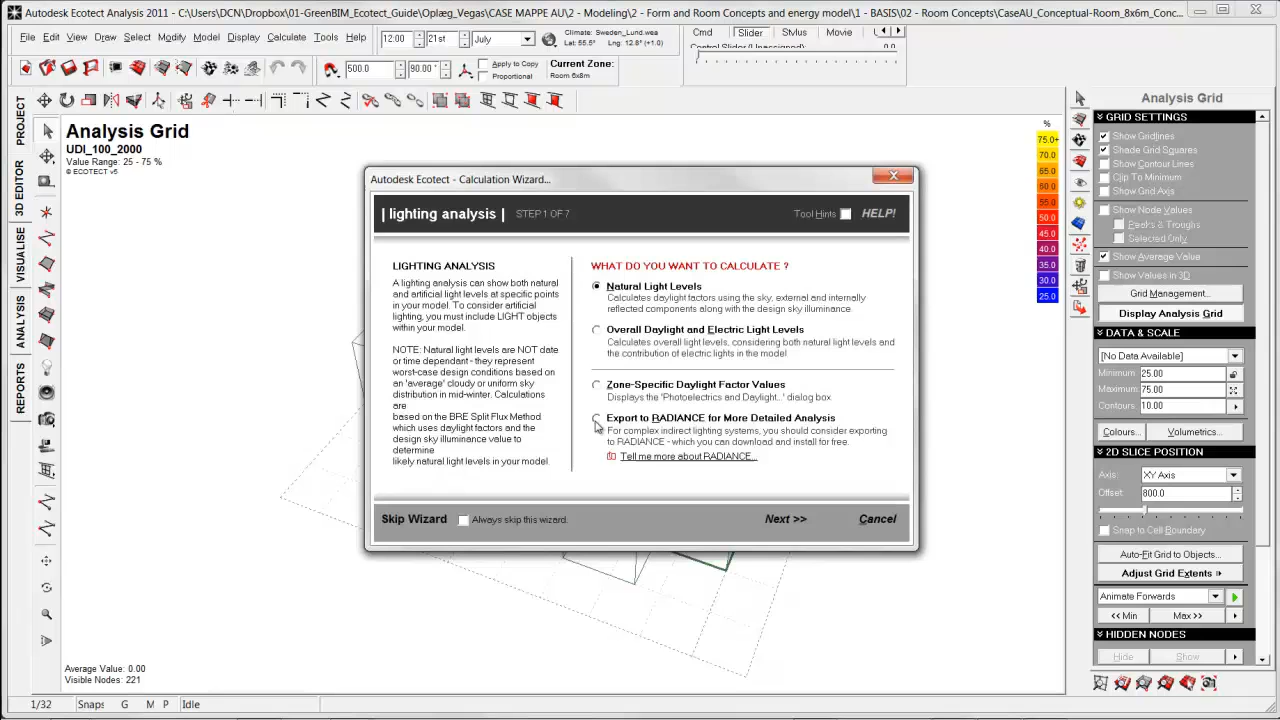 Autodesk Ecotect Analysis 2011 - C:\Users\DCN\Dropbox\01-GreenBIM_Ecotect_Guide\Opbyg_Vegas\CASE MAPPE AU\2 - Modeling\2 - Form and Room Concepts and energy model\1 - BASIS\02 - Room Concepts\CaseAU_Conceptual-Room_8x6m_Conc...
File Edit View Draw Select Modify Model Display Calculate Tools Help
12:00 21st July
Climate: Sweden_Lund.wea
Lat: 55.5° Lng: 12.8° (+1.0)
Cmd Slider Stylus Movie
Control Slider (Unassigned): 0.0
500.0 90.00 °
Apply to Copy
Proportional
Current Zone:
Room 6x8m
PROJECT
3D EDITOR
VISUALISE
ANALYSIS
REPORTS
Analysis Grid
UDI_100_2000
Value Range: 25 - 75 %
© ECOTECT v5
%
75.0+
70.0
65.0
60.0
55.0
50.0
45.0
40.0
35.0
30.0
25.0
Autodesk Ecotect - Calculation Wizard...
| lighting analysis | STEP 1 OF 7
Tool Hints HELP!
LIGHTING ANALYSIS
A lighting analysis can show both natural
and artificial light levels at specific points
in your model. To consider artificial
lighting, you must include LIGHT objects
within your model.
NOTE: Natural light levels are NOT date
or time dependant - they represent
worst-case design conditions based on
an 'average' cloudy or uniform sky
distribution in mid-winter. Calculations
are
based on the BRE Split Flux Method
which uses daylight factors and the
design sky illuminance value to
determine
likely natural light levels in your model.
WHAT DO YOU WANT TO CALCULATE ?
Natural Light Levels
Calculates daylight factors using the sky, external and internally
reflected components along with the design sky illuminance
Overall Daylight and Electric Light Levels
Calculates overall light levels, considering both natural light levels and
the contribution of electric lights in the model
Zone-Specific Daylight Factor Values
Displays the 'Photoelectrics and Daylight...' dialog box
Export to RADIANCE for More Detailed Analysis
For complex indirect lighting systems, you should consider exporting
to RADIANCE - which you can download and install for free.
Tell me more about RADIANCE...
Skip Wizard Always skip this wizard.
Next >> Cancel
Average Value: 0.00
Visible Nodes: 221
1/32 Snaps G M P Idle
Analysis Grid
GRID SETTINGS
Show Gridlines
Shade Grid Squares
Show Contour Lines
Clip To Minimum
Show Grid Axis
Show Node Values
Peaks & Troughs
Selected Only
Show Average Value
Show Values in 3D
Grid Management...
Display Analysis Grid
DATA & SCALE
[No Data Available]
Minimum: 25.00
Maximum: 75.00
Contours: 10.00
Colours... Volumetrics...
2D SLICE POSITION
Axis: XY Axis
Offset: 800.0
Snap to Cell Boundary
Auto-Fit Grid to Objects...
Adjust Grid Extents
Animate Forwards
<< Min Max >>
HIDDEN NODES
Hide Show